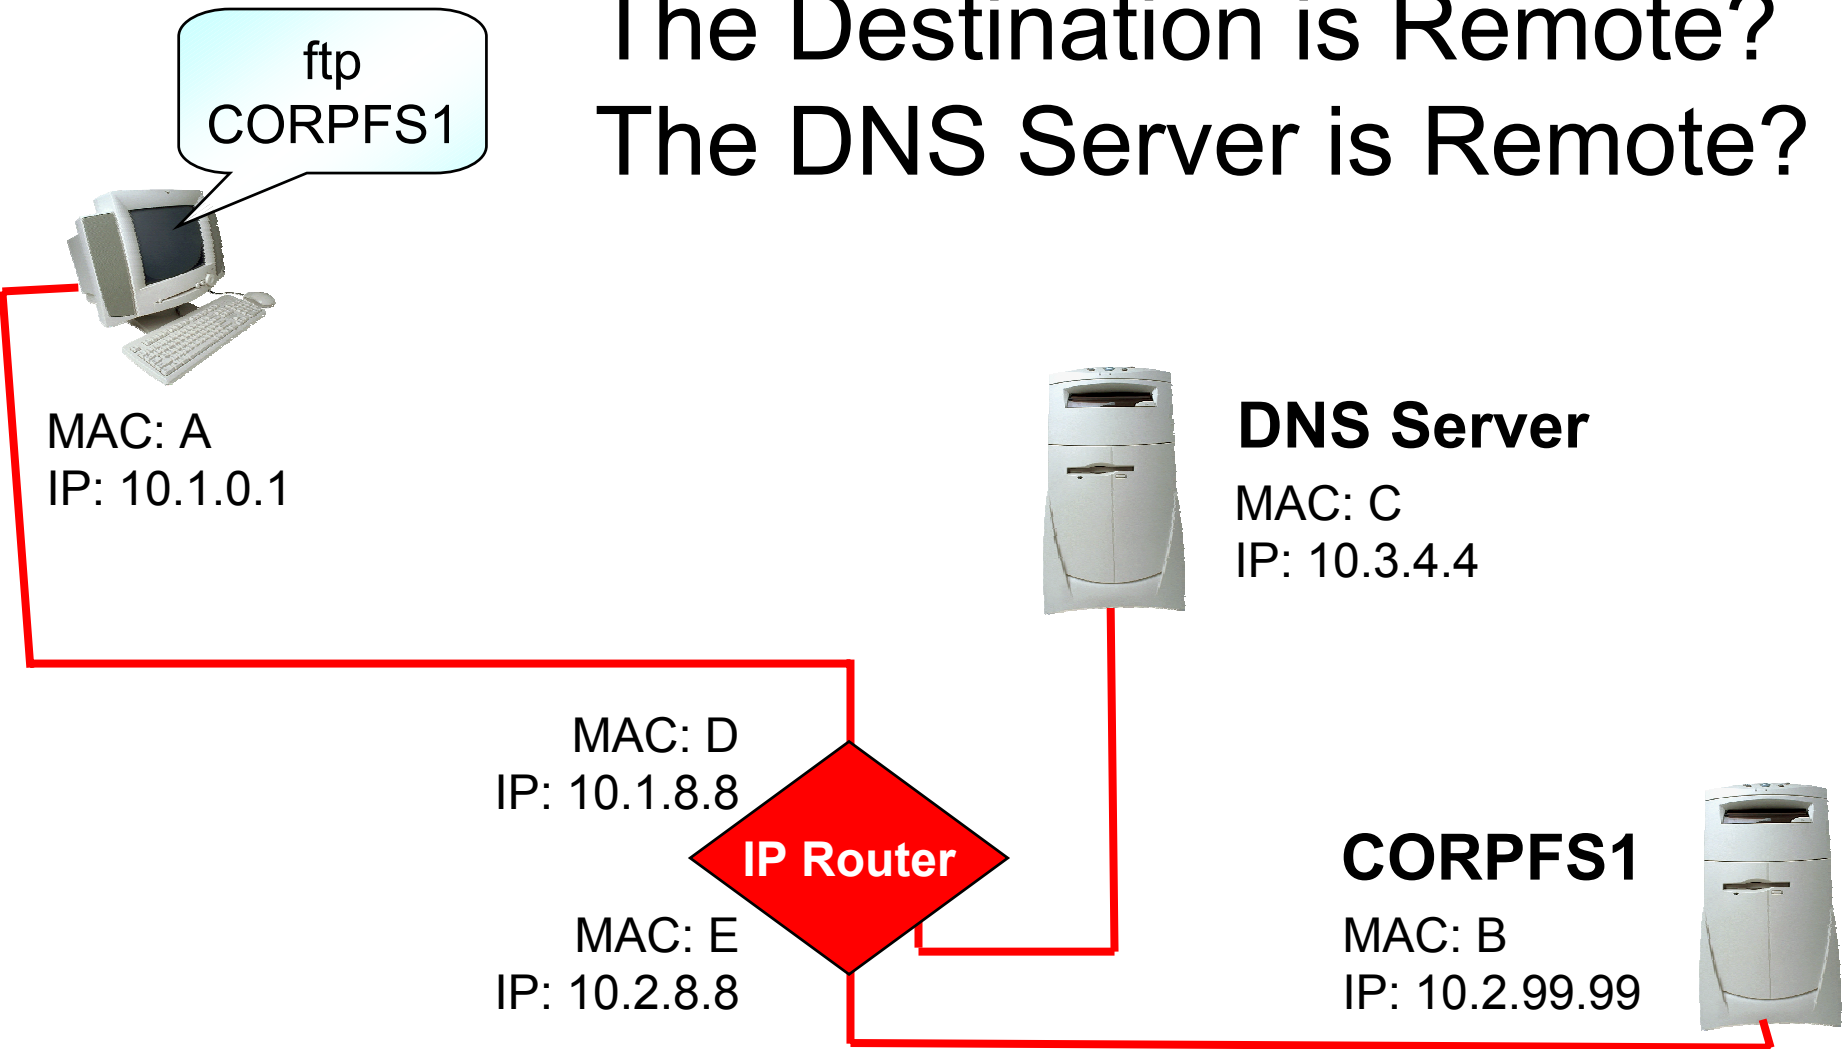 The Destination is Remote?
The DNS Server is Remote?
ftp
CORPFS1
MAC: A
IP: 10.1.0.1
DNS Server
MAC: C
IP: 10.3.4.4
MAC: D
IP: 10.1.8.8
IP Router
MAC: E
IP: 10.2.8.8
CORPFS1
MAC: B
IP: 10.2.99.99